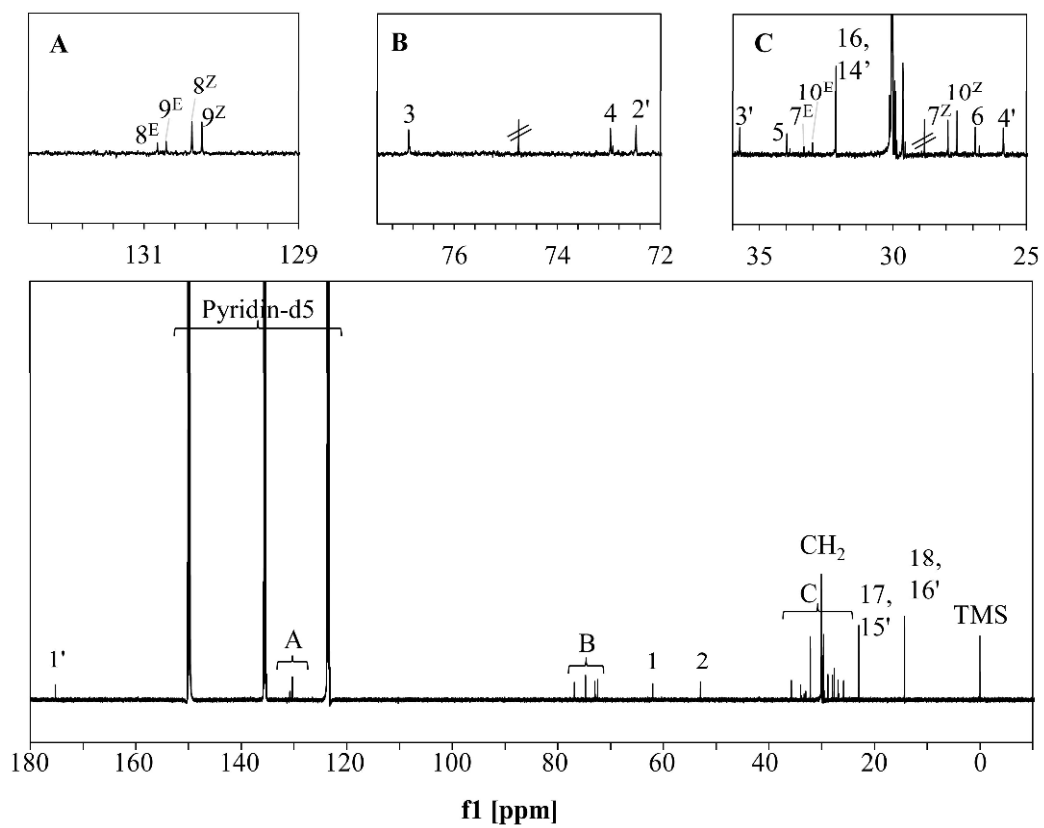 A
8ᴱ
9ᴱ
8ᶻ
9ᶻ
131
129
B
3
4
2'
76
74
72
C
3'
5
7ᴱ
10ᴱ
16,
14’
7ᶻ
10ᶻ
6
4'
35
30
25
Pyridin-d5
1'
A
B
1
2
CH₂
C
17,
15'
18,
16'
TMS
180
160
140
120
100
80
60
40
20
0
f1 [ppm]